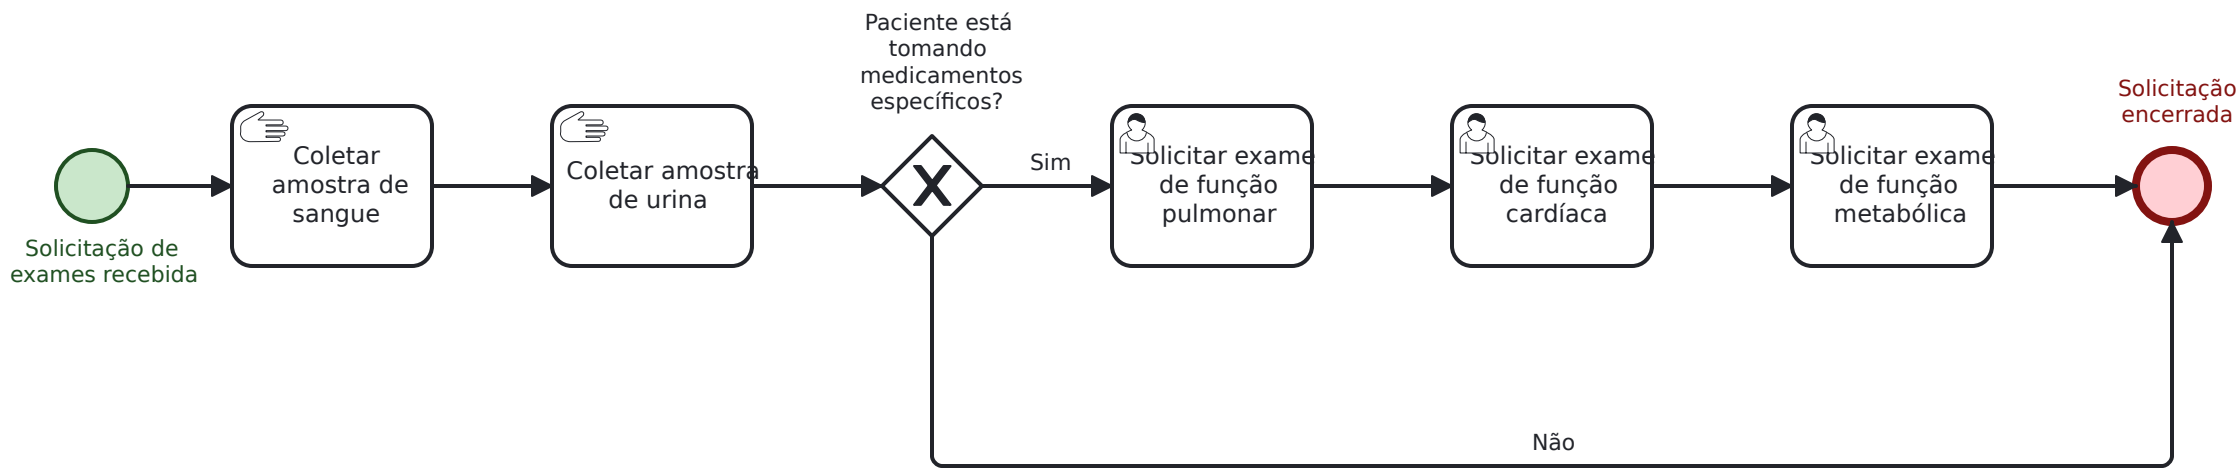 Solicitação de
exames recebida
Coletar
amostra de
sangue
Coletar amostra
de urina
Paciente está
tomando
medicamentos
específicos?
Sim
Solicitar exame
de função
pulmonar
Solicitar exame
de função
cardíaca
Solicitar exame
de função
metabólica
Solicitação
encerrada
Não